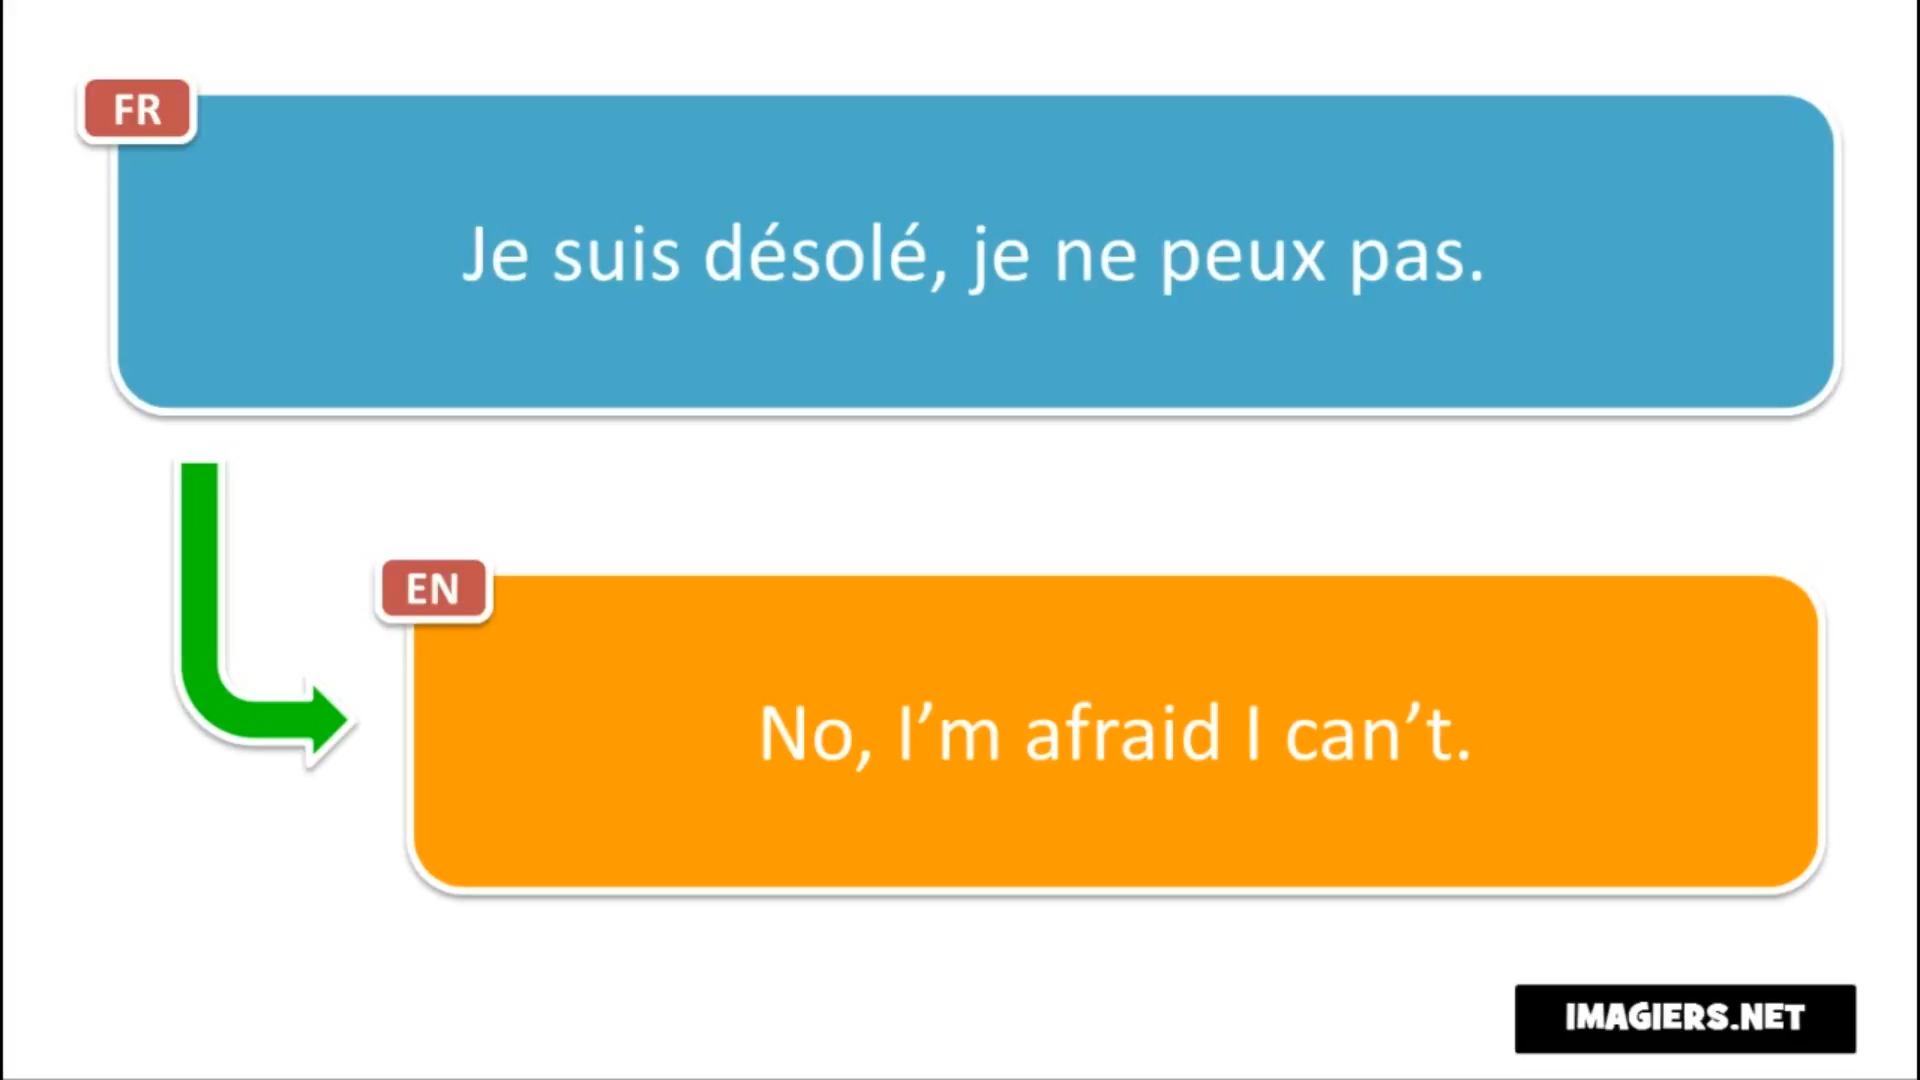 FR
Je suis désolé, je ne peux pas.
EN
No, I’m afraid I can’t.
IMAGIERS.NET